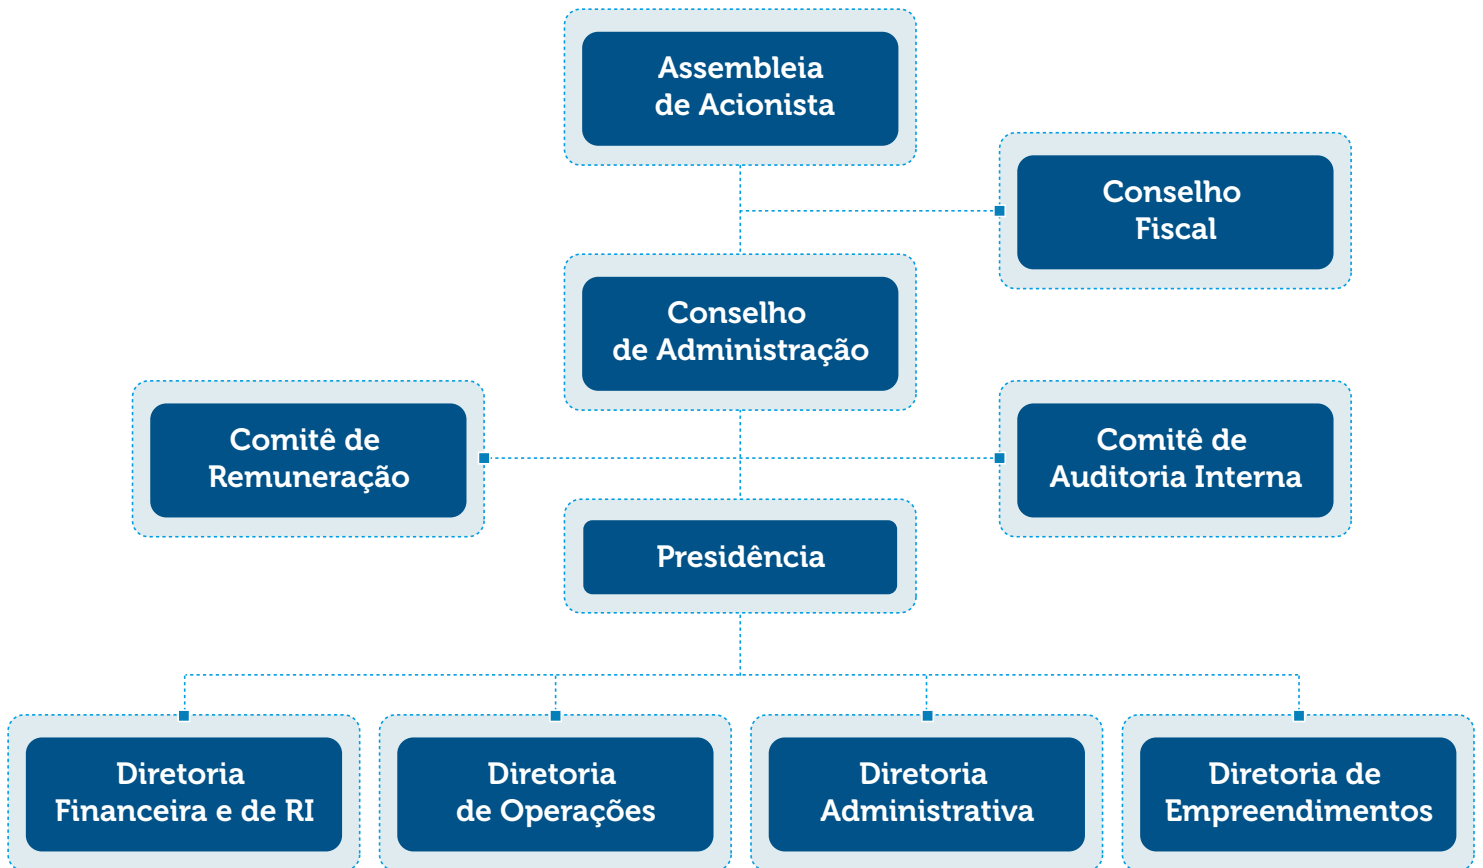 Assembleia
de Acionista
Conselho
Fiscal
Conselho
de Administração
Comitê de
Remuneração
Comitê de
Auditoria Interna
Presidência
Diretoria
Financeira e de RI
Diretoria
de Operações
Diretoria
Administrativa
Diretoria de
Empreendimentos